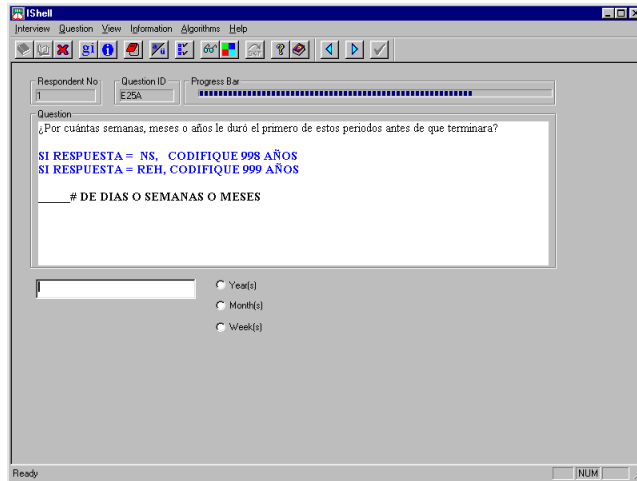 IShell
Interview Question View Information Algorithms Help
Respondent No
1
Question ID
E25A
Progress Bar
Question
¿Por cuántas semanas, meses o años le duró el primero de estos periodos antes de que terminara?
SI RESPUESTA = NS, CODIFIQUE 998 AÑOS
SI RESPUESTA = REH, CODIFIQUE 999 AÑOS
_____# DE DIAS O SEMANAS O MESES
Year(s)
Month(s)
Week(s)
Ready
NUM